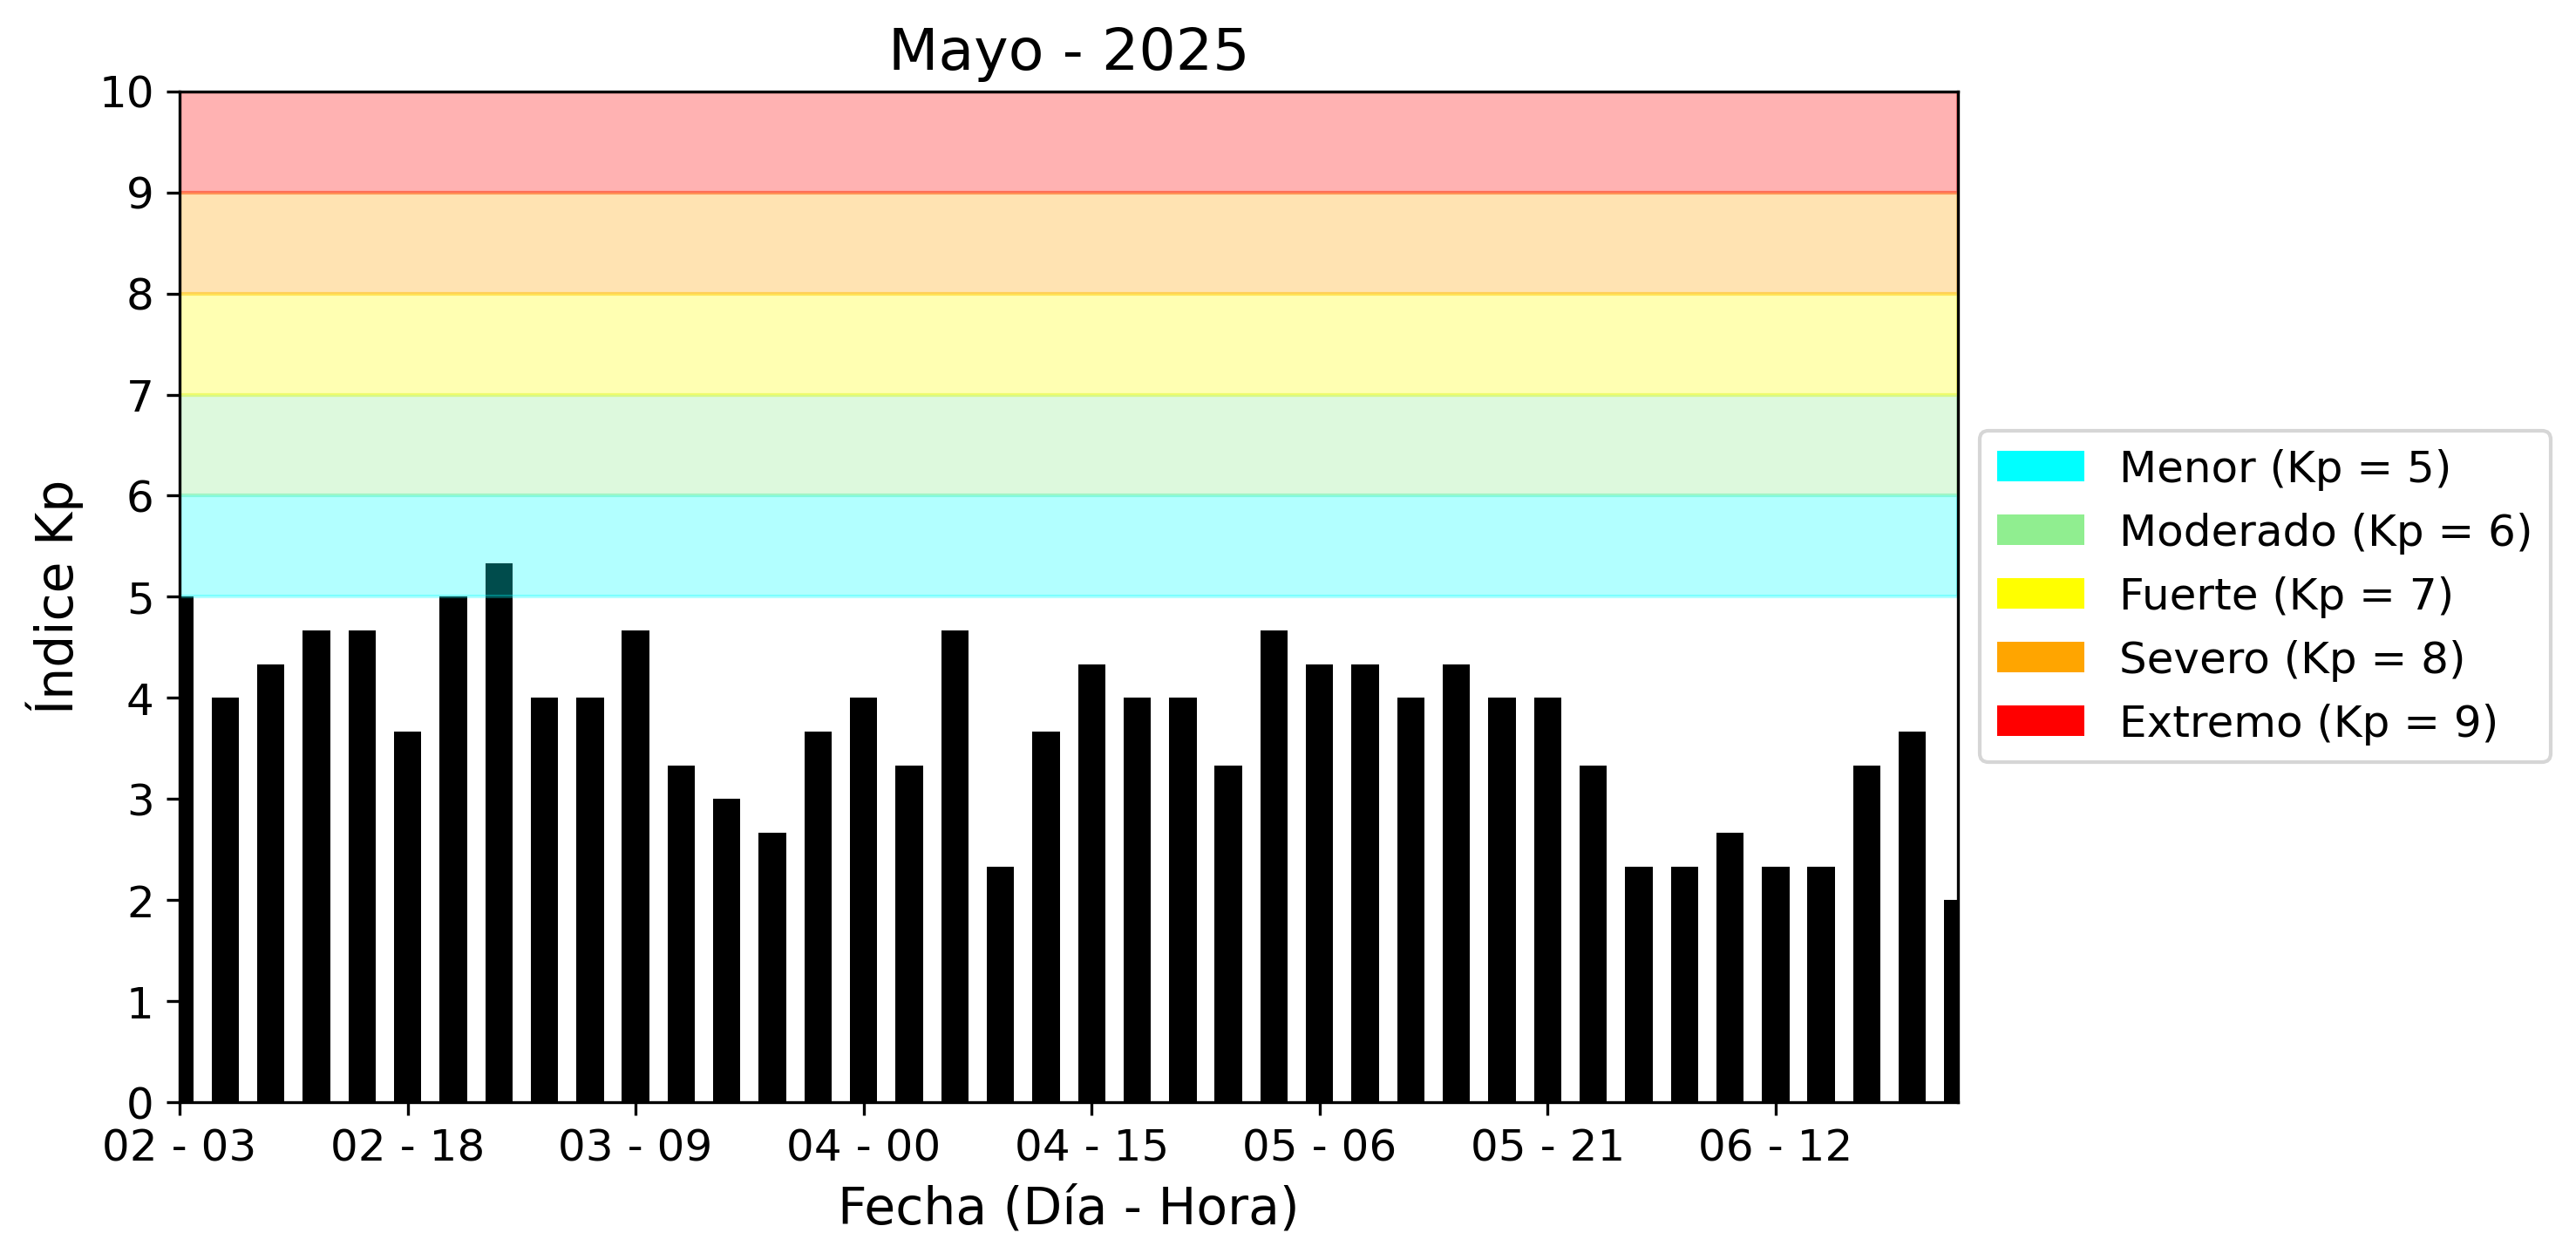 Mayo - 2025
10
9
8
7
6
5
4
3
2
1
0
Índice Kp
02 - 03
02 - 18
03 - 09
04 - 00
04 - 15
05 - 06
05 - 21
06 - 12
Fecha (Día - Hora)
Menor (Kp = 5)
Moderado (Kp = 6)
Fuerte (Kp = 7)
Severo (Kp = 8)
Extremo (Kp = 9)